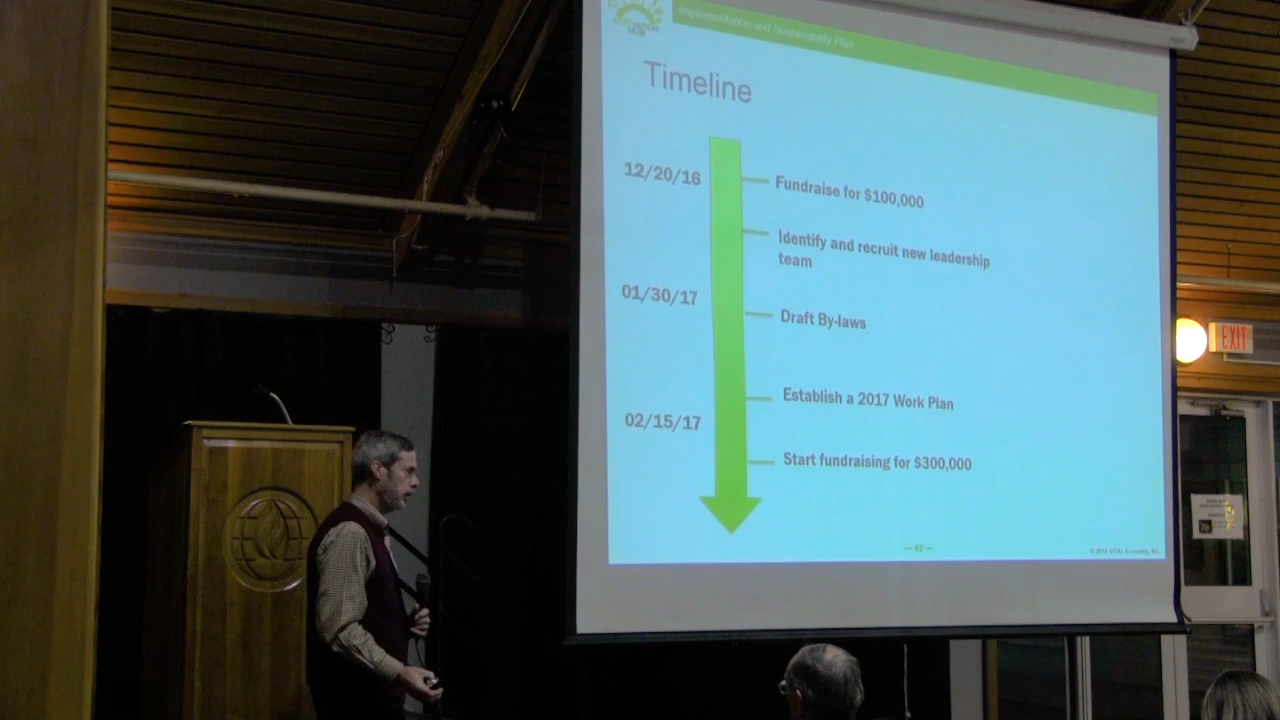 Implementation and Sustainability Plan
Timeline
12/20/16
Fundraise for $100,000
Identify and recruit new leadership
team
01/30/17
Draft By-laws
Establish a 2017 Work Plan
02/15/17
Start fundraising for $300,000
EXIT